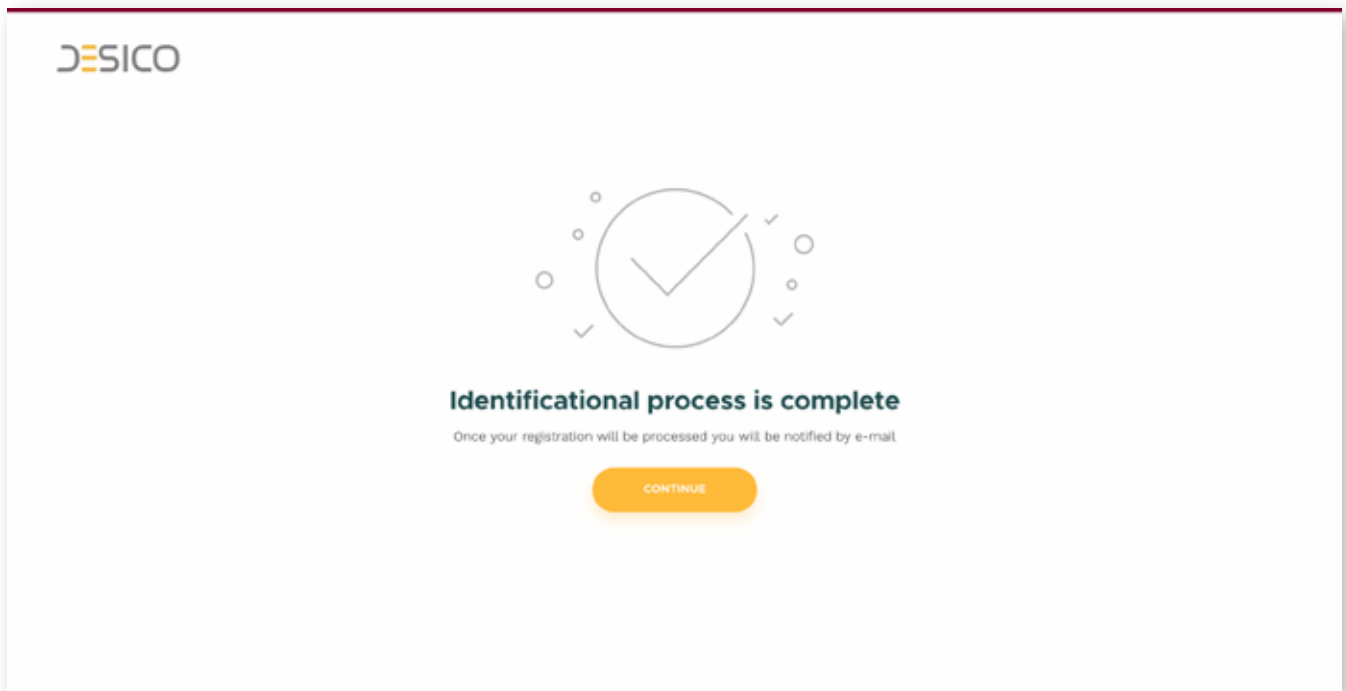 DESICO
Identificational process is complete
Once your registration will be processed you will be notified by e-mail
CONTINUE